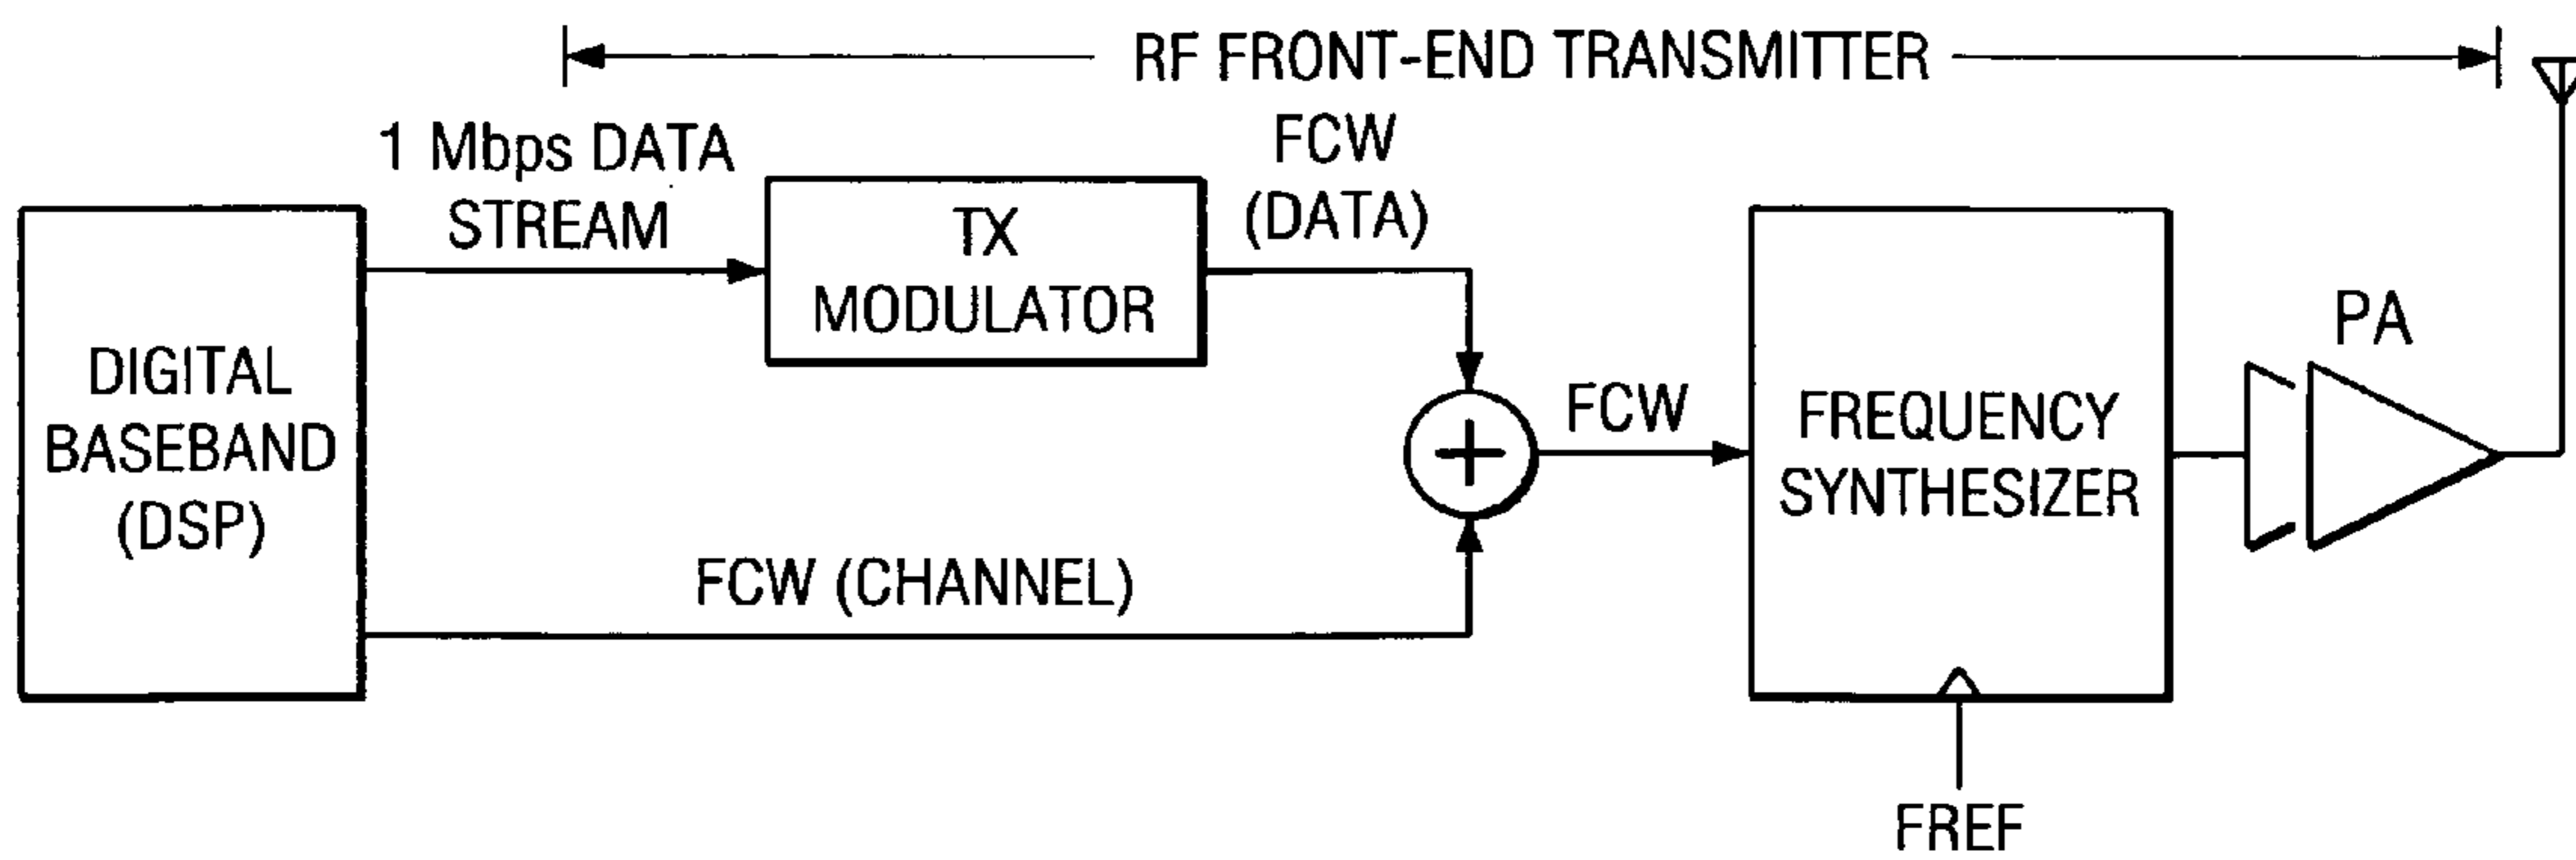 RF FRONT-END TRANSMITTER
1 Mbps DATA
STREAM
FCW
(DATA)
TX
MODULATOR
DIGITAL
BASEBAND
(DSP)
FCW (CHANNEL)
FCW
FREQUENCY
SYNTHESIZER
PA
FREF